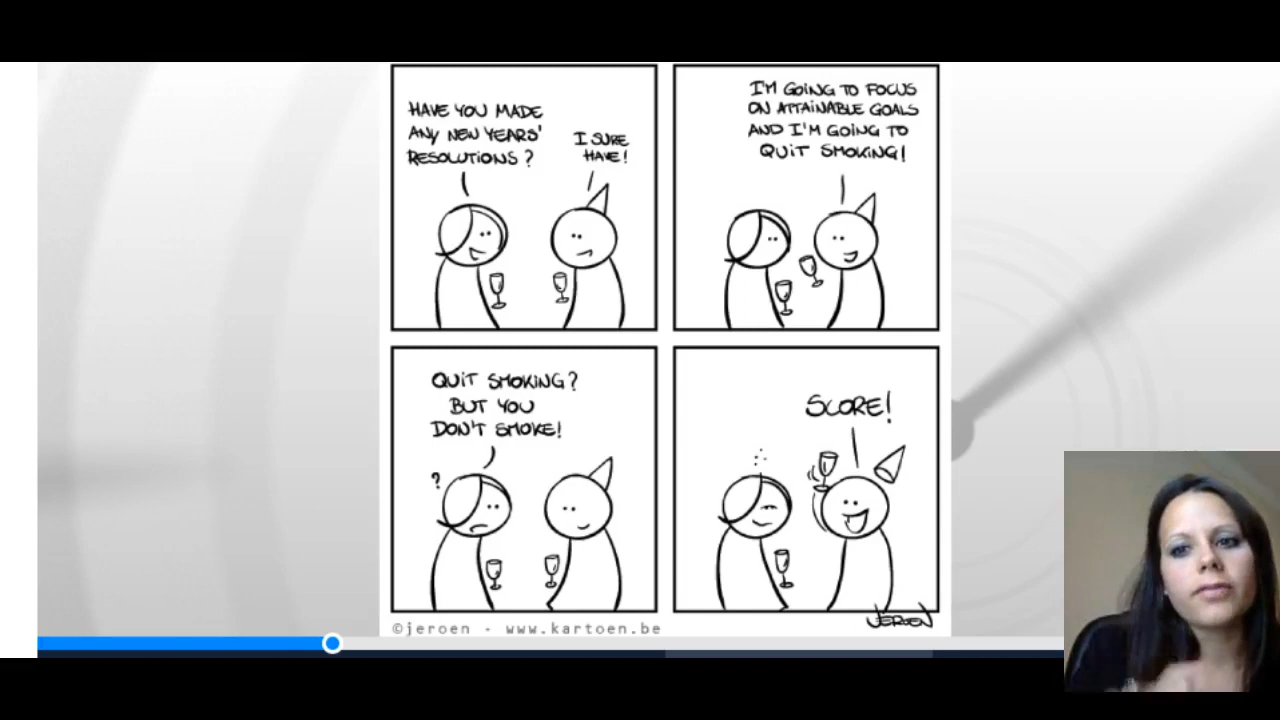 HAVE YOU MADE
ANY NEW YEARS'
RESOLUTIONS?
I SURE
HAVE!
I'M GOING TO FOCUS
ON ATTAINABLE GOALS
AND I'M GOING TO
QUIT SMOKING!
QUIT SMOKING?
BUT YOU
DON'T SMOKE!
?
SCORE!
JEROEN
©jeroen - www.kartoen.be